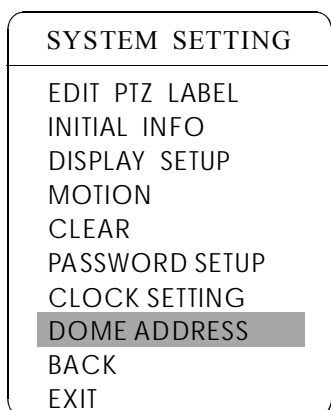 SYSTEM SETTING
EDIT PTZ LABEL
INITIAL INFO
DISPLAY SETUP
MOTION
CLEAR
PASSWORD SETUP
CLOCK SETTING
DOME ADDRESS
BACK
EXIT